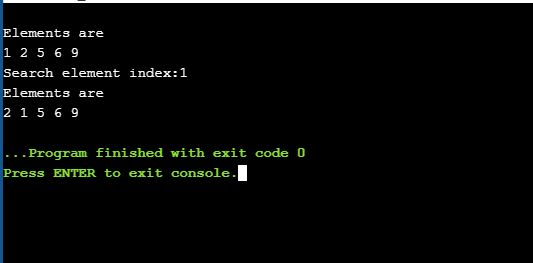 Elements are
1 2 5 6 9
Search element index:1
Elements are
2 1 5 6 9
...Program finished with exit code 0
Press ENTER to exit console.